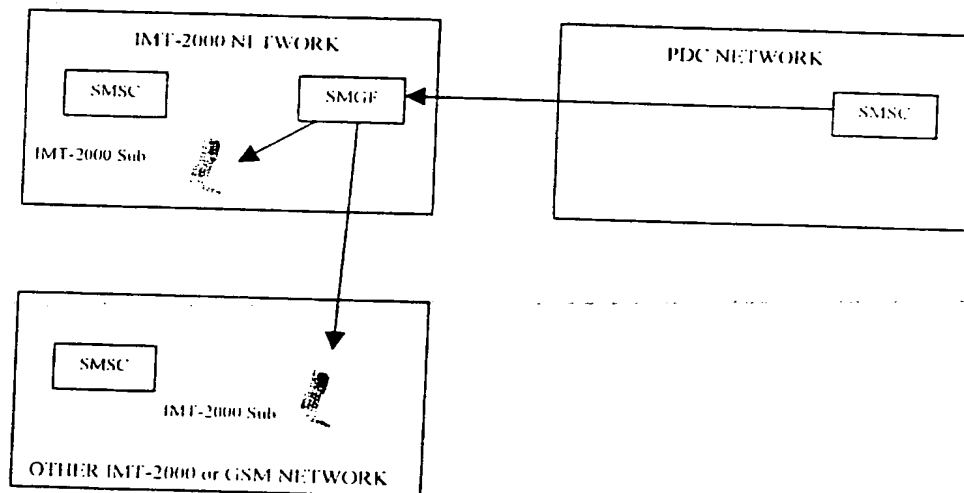 IMT-2000 NETWORK
SMSC
SMGF
IMT-2000 Sub
PDC NETWORK
SMSC
SMSC
IMT-2000 Sub
OTHER IMT-2000 or GSM NETWORK